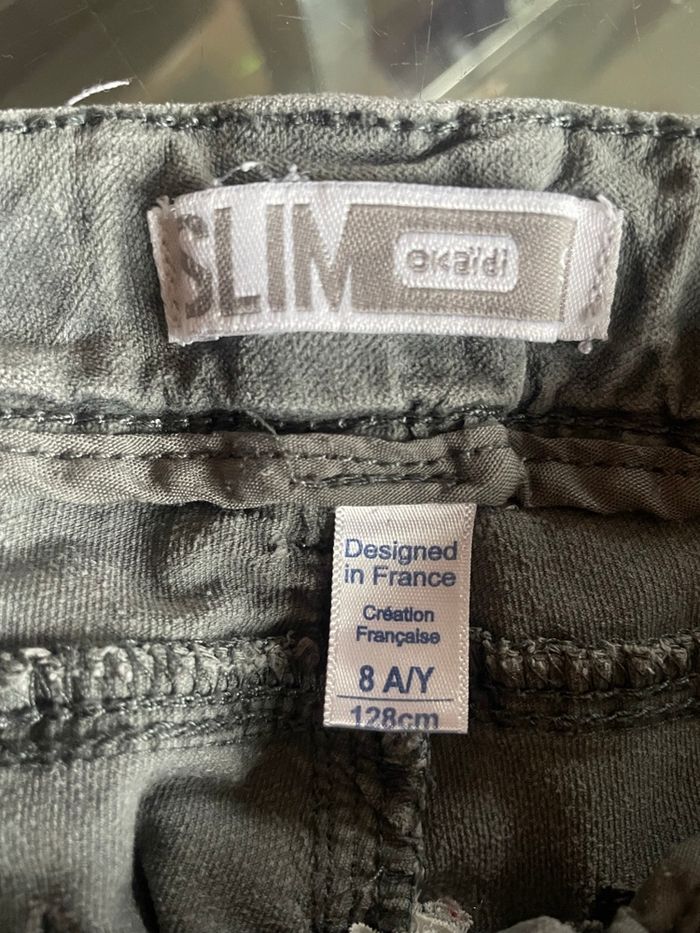 SLIM okaïdi
Designed
in France
Création
Française
8 A/Y
128cm